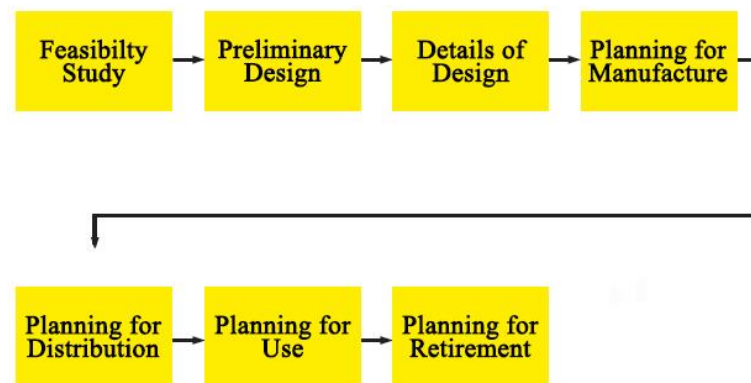 Feasibilty
Study
Preliminary
Design
Details of
Design
Planning for
Manufacture
Planning for
Distribution
Planning for
Use
Planning for
Retirement